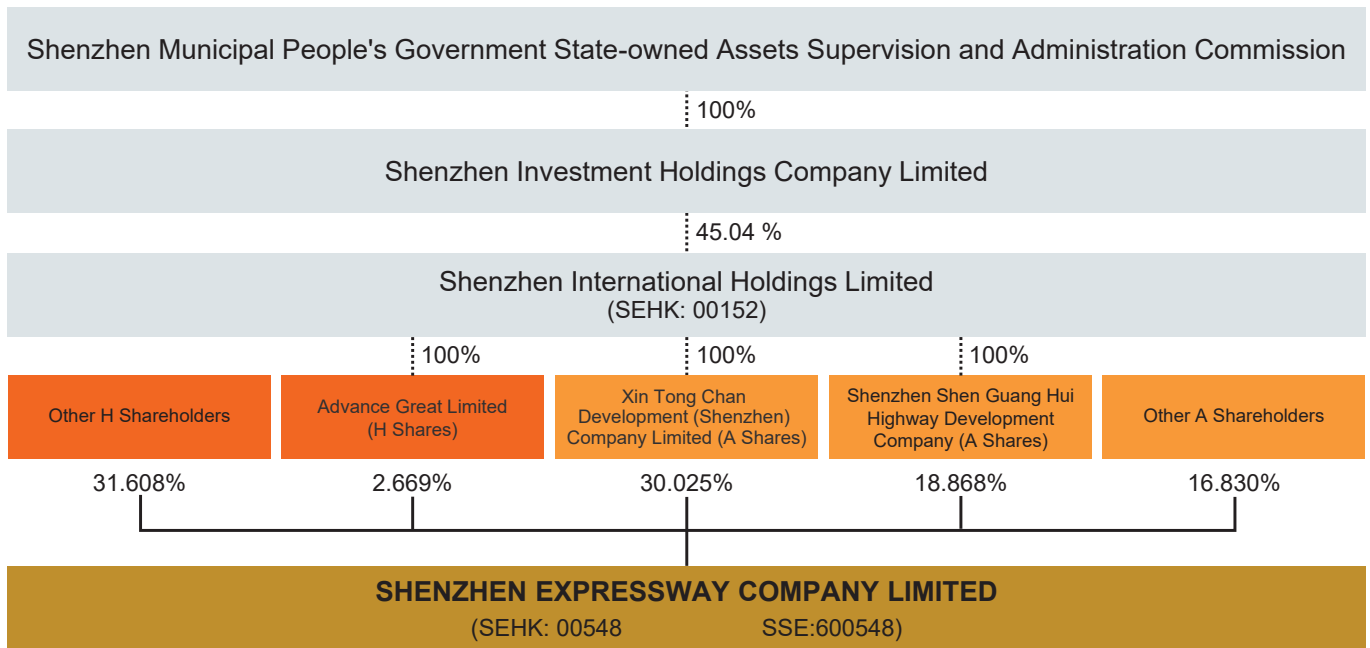 Shenzhen Municipal People's Government State-owned Assets Supervision and Administration Commission
100%
Shenzhen Investment Holdings Company Limited
45.04 %
Shenzhen International Holdings Limited
(SEHK: 00152)
100%
100%
100%
Other H Shareholders
Advance Great Limited
(H Shares)
Xin Tong Chan
Development (Shenzhen)
Company Limited (A Shares)
Shenzhen Shen Guang Hui
Highway Development
Company (A Shares)
Other A Shareholders
31.608%
2.669%
30.025%
18.868%
16.830%
SHENZHEN EXPRESSWAY COMPANY LIMITED
(SEHK: 00548 SSE:600548)